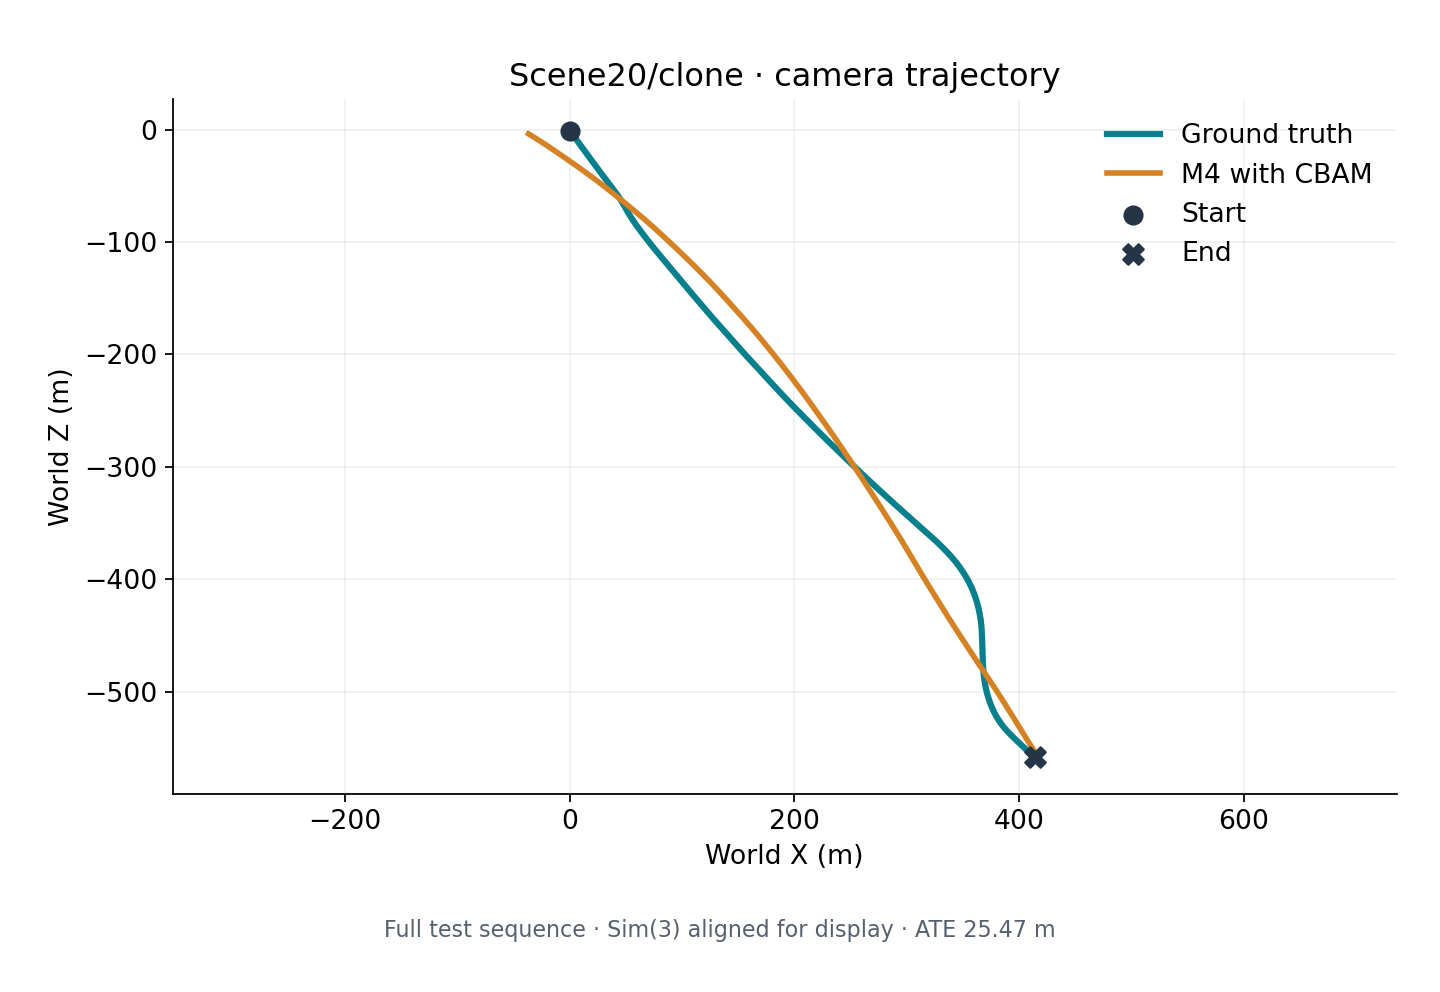 Scene20/clone · camera trajectory
Ground truth
M4 with CBAM
Start
End
0
−100
−200
−300
−400
−500
World Z (m)
−200
0
200
400
600
World X (m)
Full test sequence · Sim(3) aligned for display · ATE 25.47 m